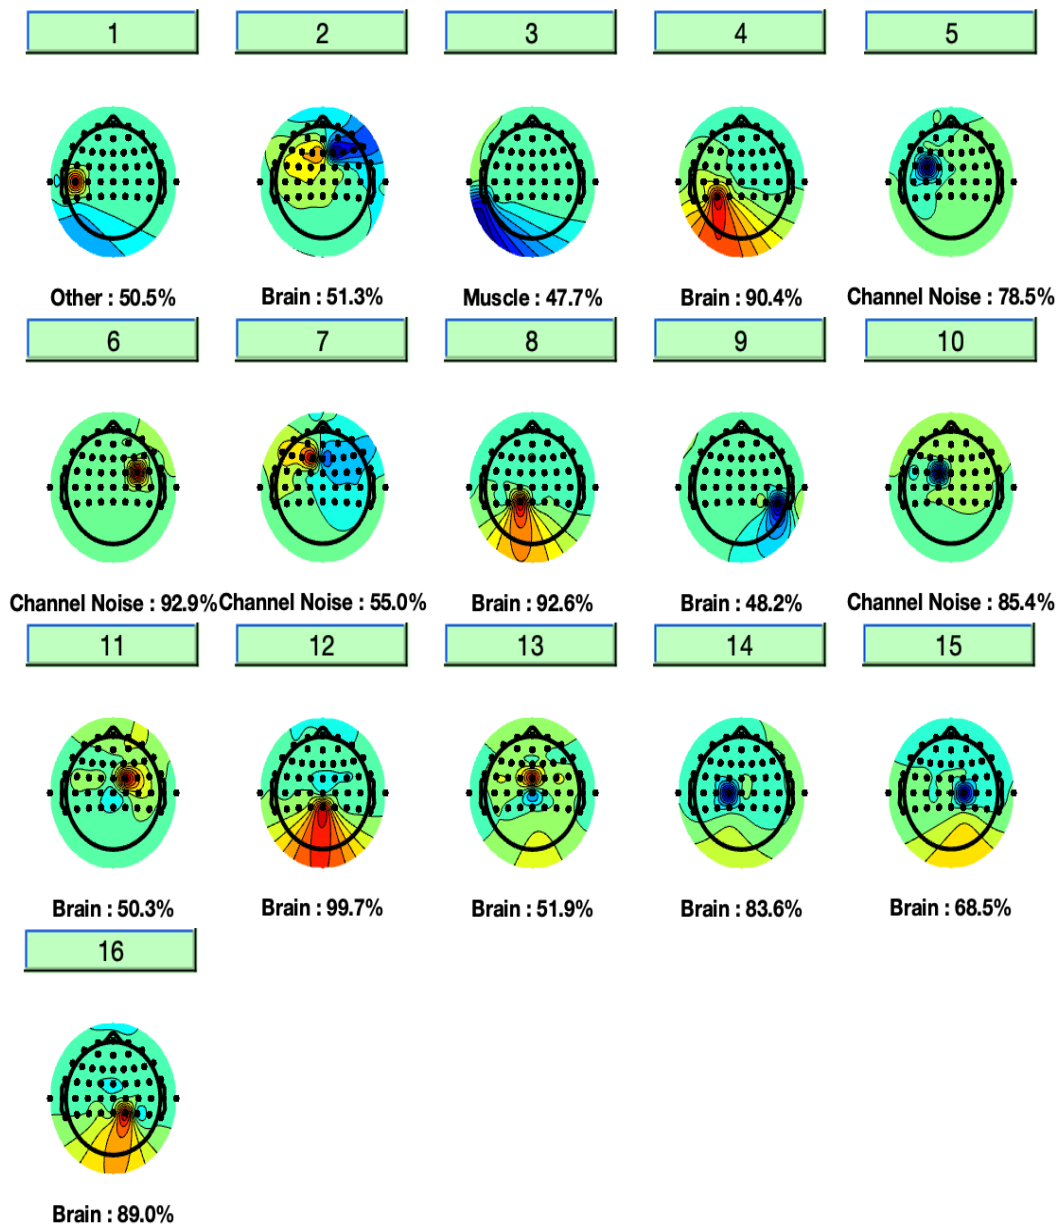 1 2 3 4 5
Other : 50.5% Brain : 51.3% Muscle : 47.7% Brain : 90.4% Channel Noise : 78.5%
6 7 8 9 10
Channel Noise : 92.9% Channel Noise : 55.0% Brain : 92.6% Brain : 48.2% Channel Noise : 85.4%
11 12 13 14 15
Brain : 50.3% Brain : 99.7% Brain : 51.9% Brain : 83.6% Brain : 68.5%
16
Brain : 89.0%